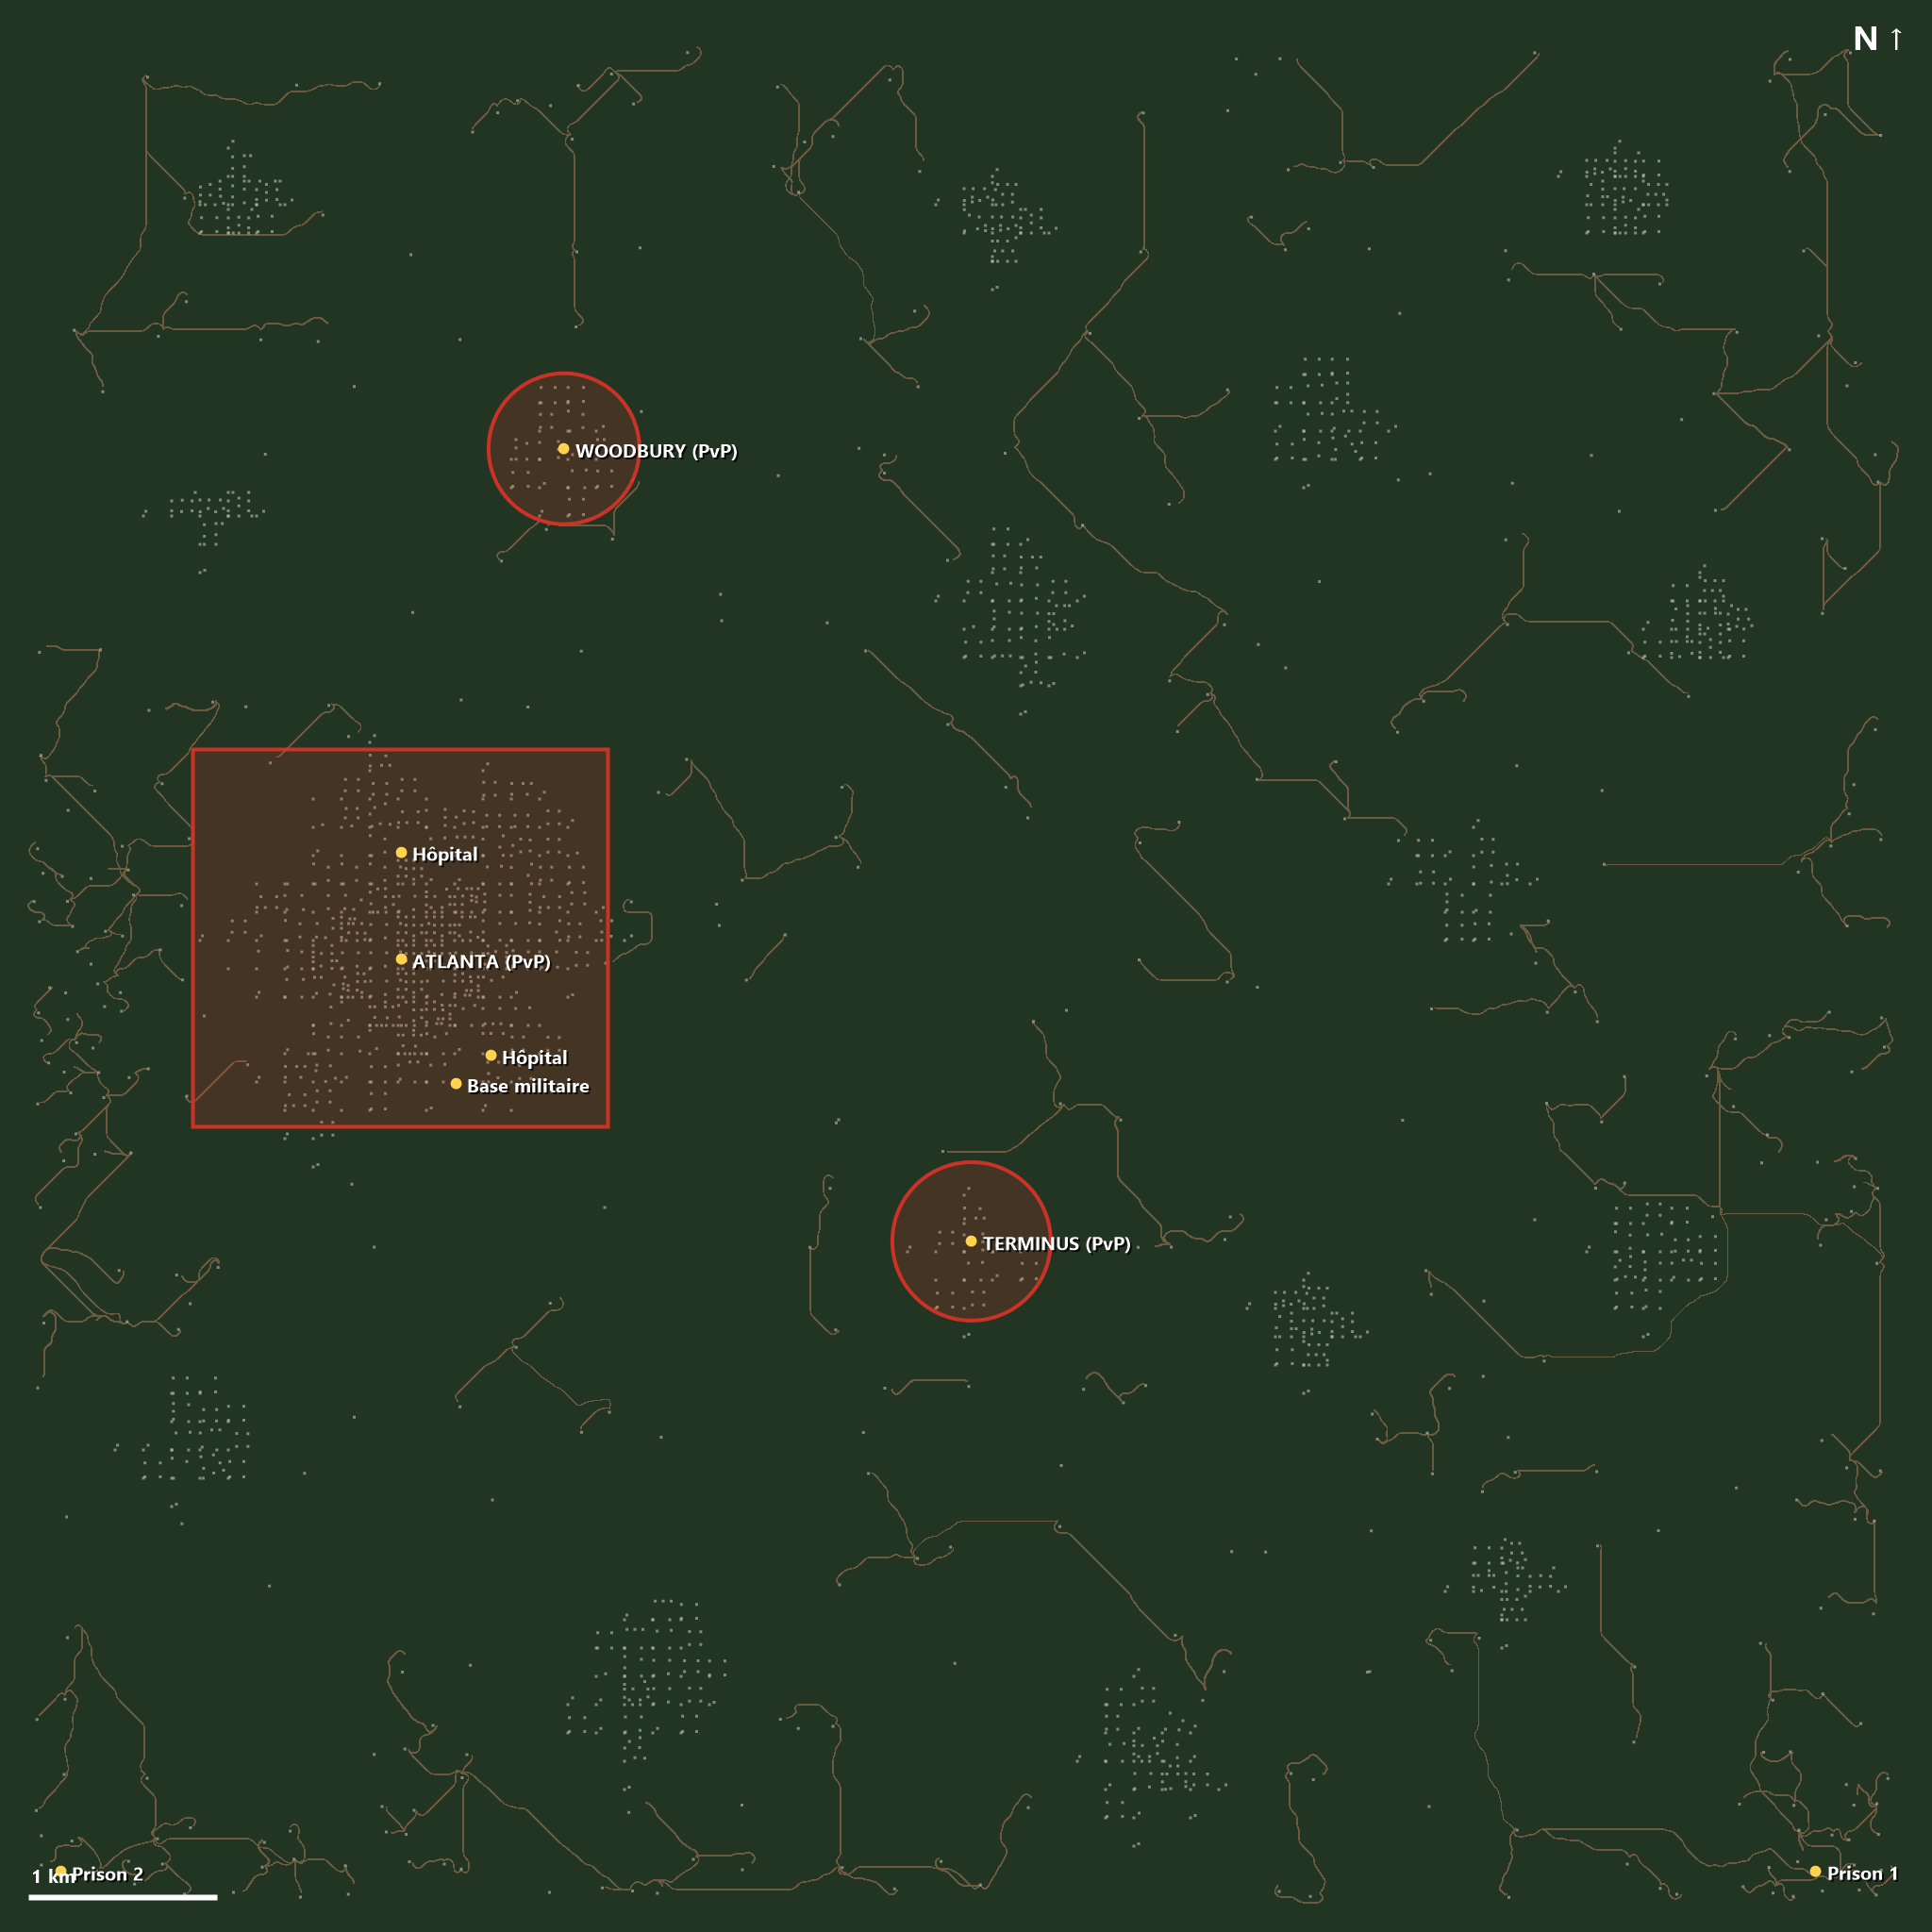 N ↑
WOODBURY (PvP)
Hôpital
ATLANTA (PvP)
Hôpital
Base militaire
TERMINUS (PvP)
1 km
Prison 2
Prison 1